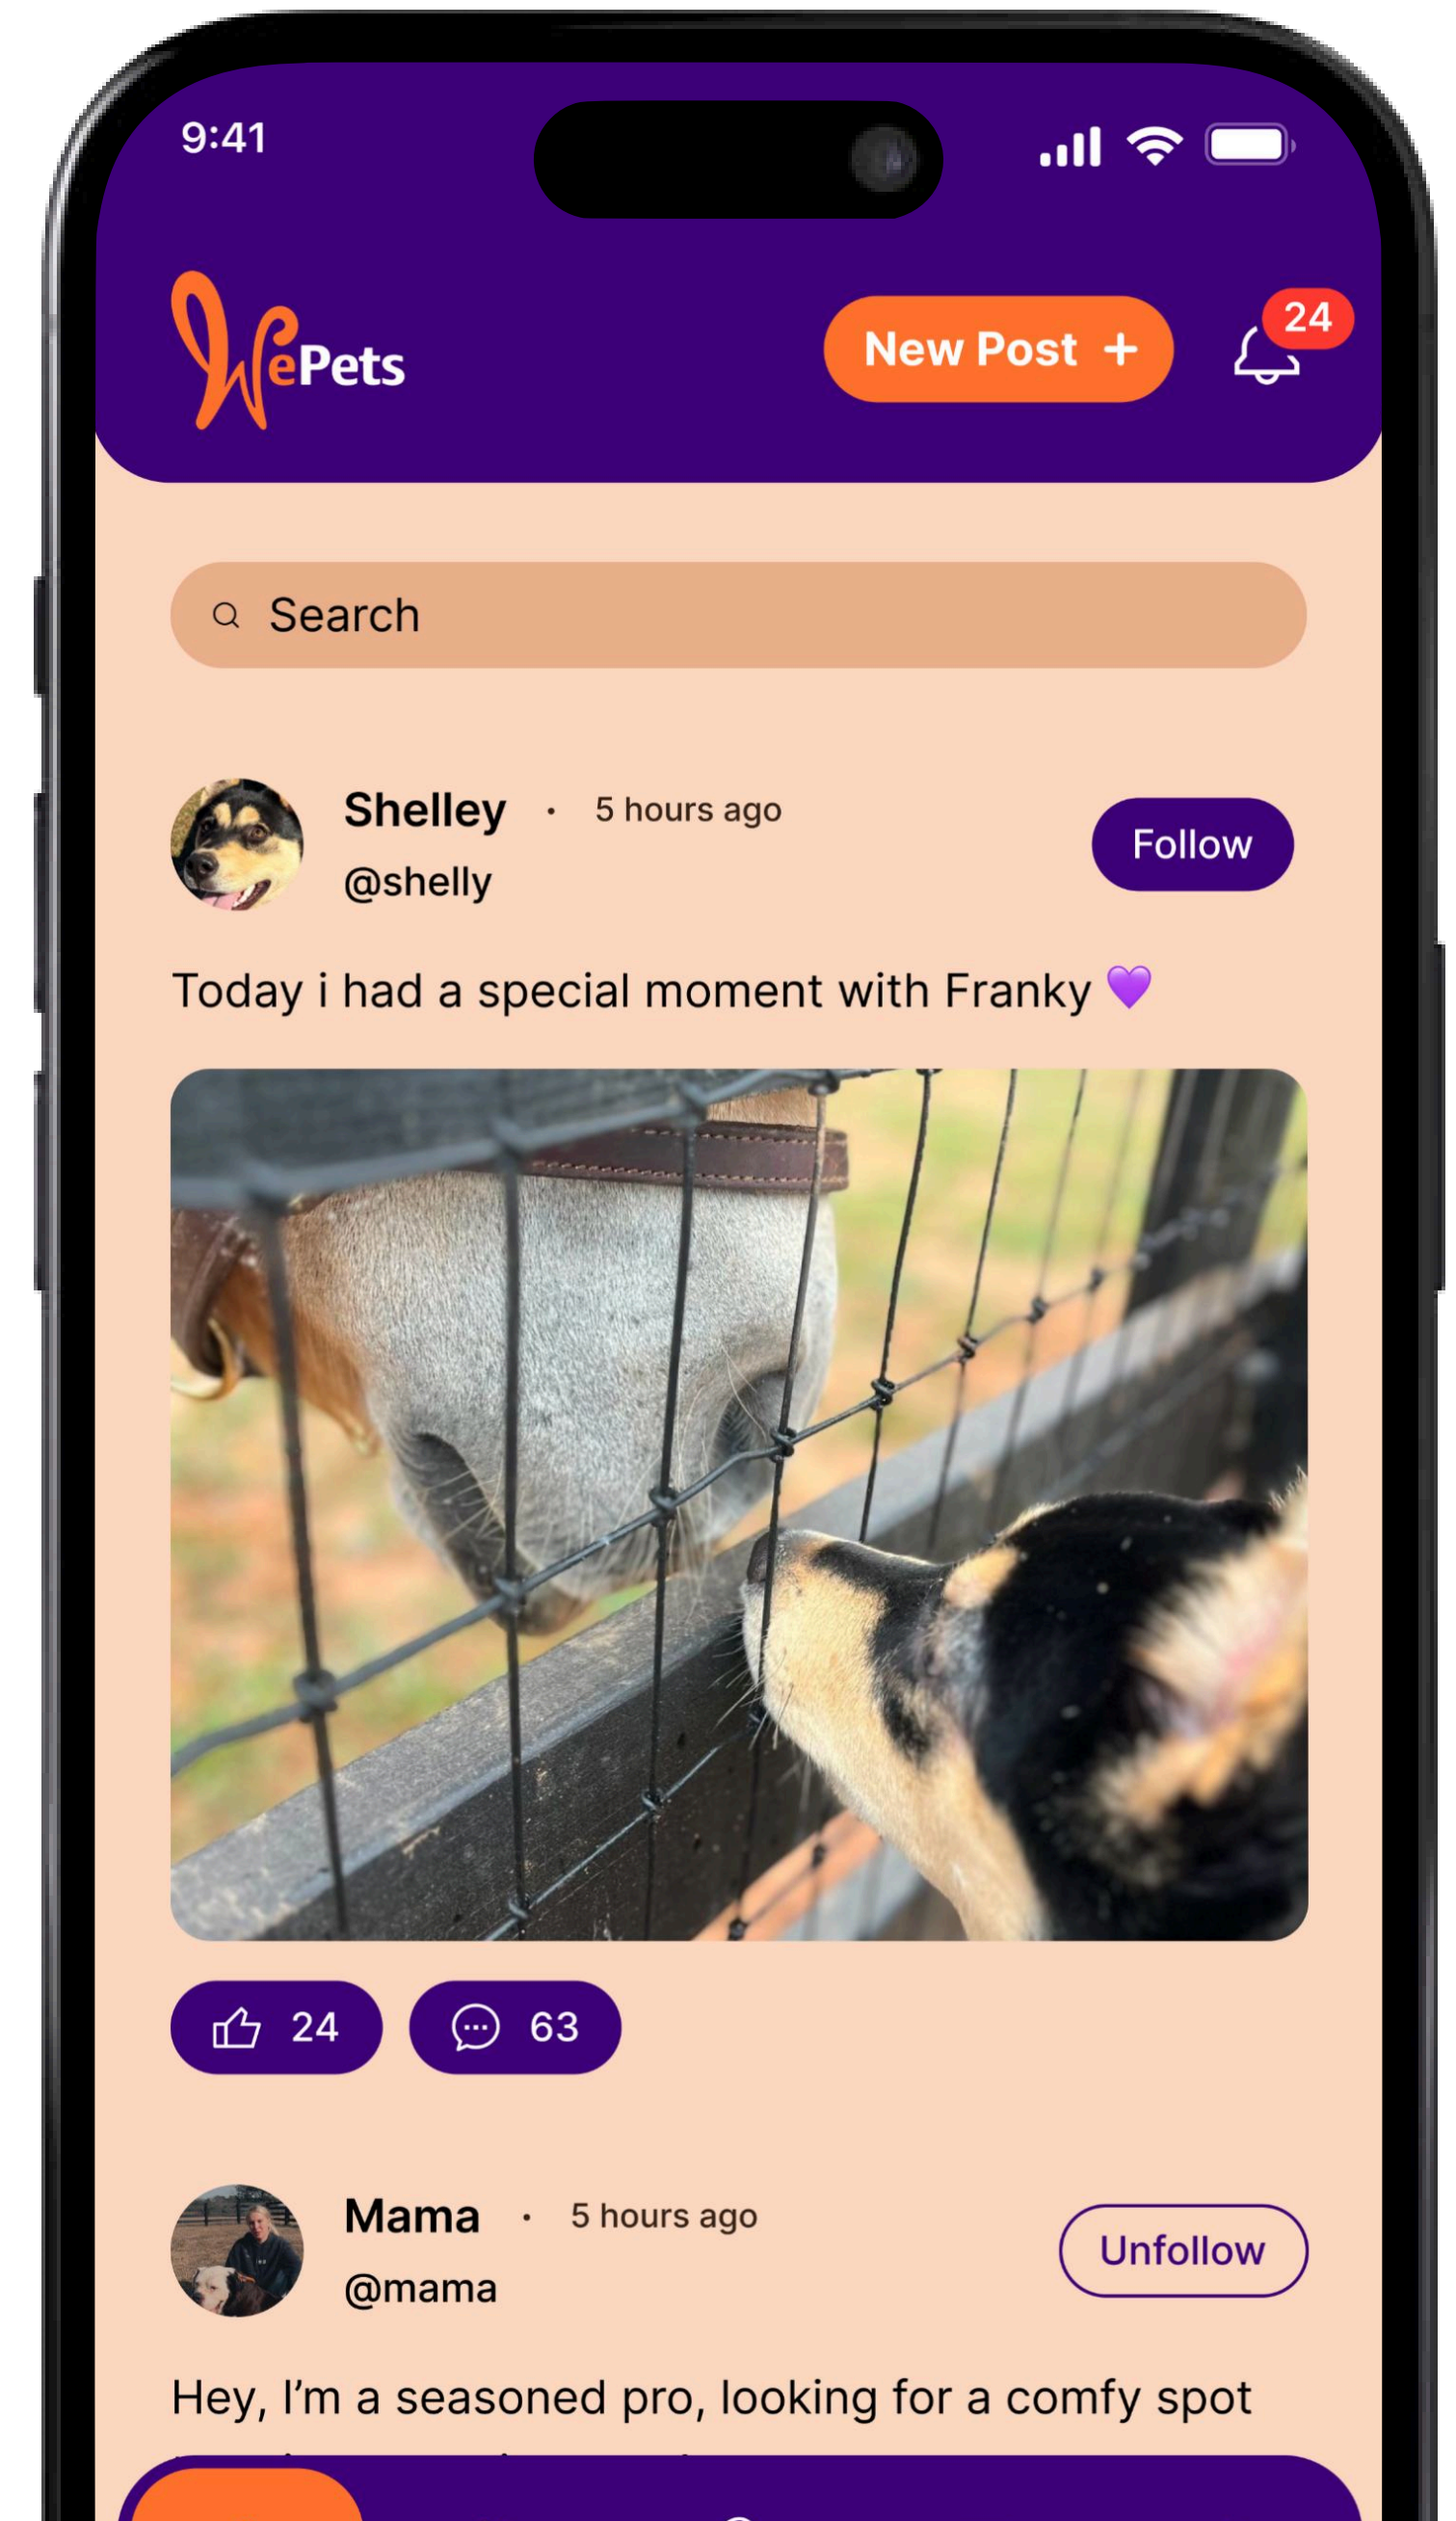 9:41
WePets
New Post +
24
Search
Shelley · 5 hours ago
Follow
@shelly
Today i had a special moment with Franky 💜
24
63
Mama · 5 hours ago
Unfollow
@mama
Hey, I'm a seasoned pro, looking for a comfy spot